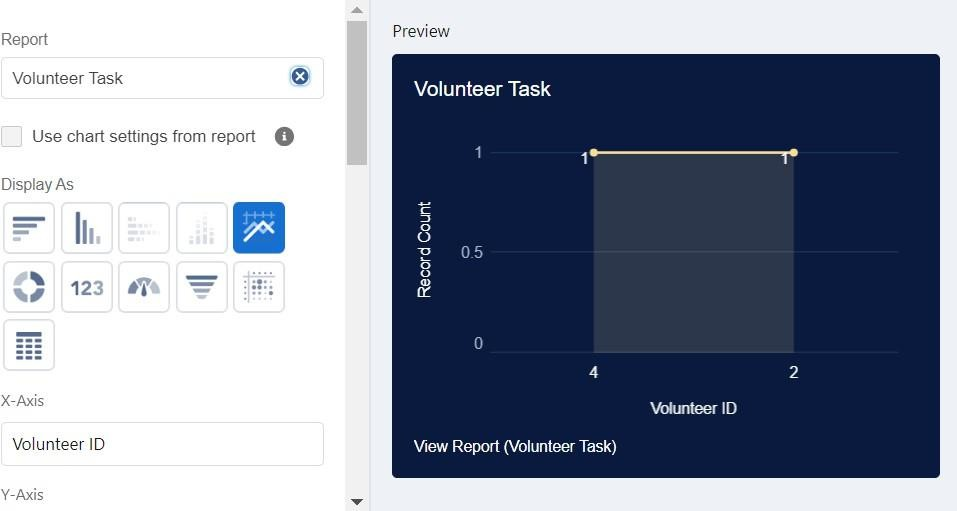 Report
Volunteer Task
Use chart settings from report
Display As
123
X-Axis
Volunteer ID
Y-Axis
Preview
Volunteer Task
1
1
1
0.5
0
Record Count
4
2
Volunteer ID
View Report (Volunteer Task)